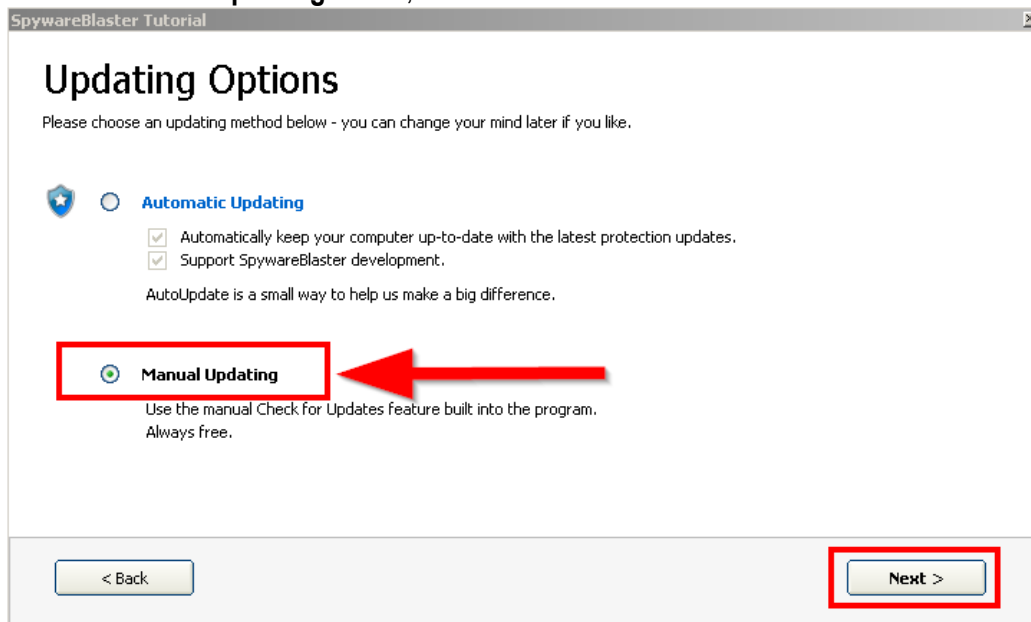 SpywareBlaster Tutorial
Updating Options
Please choose an updating method below - you can change your mind later if you like.
Automatic Updating
Automatically keep your computer up-to-date with the latest protection updates.
Support SpywareBlaster development.
AutoUpdate is a small way to help us make a big difference.
Manual Updating
Use the manual Check for Updates feature built into the program.
Always free.
< Back
Next >